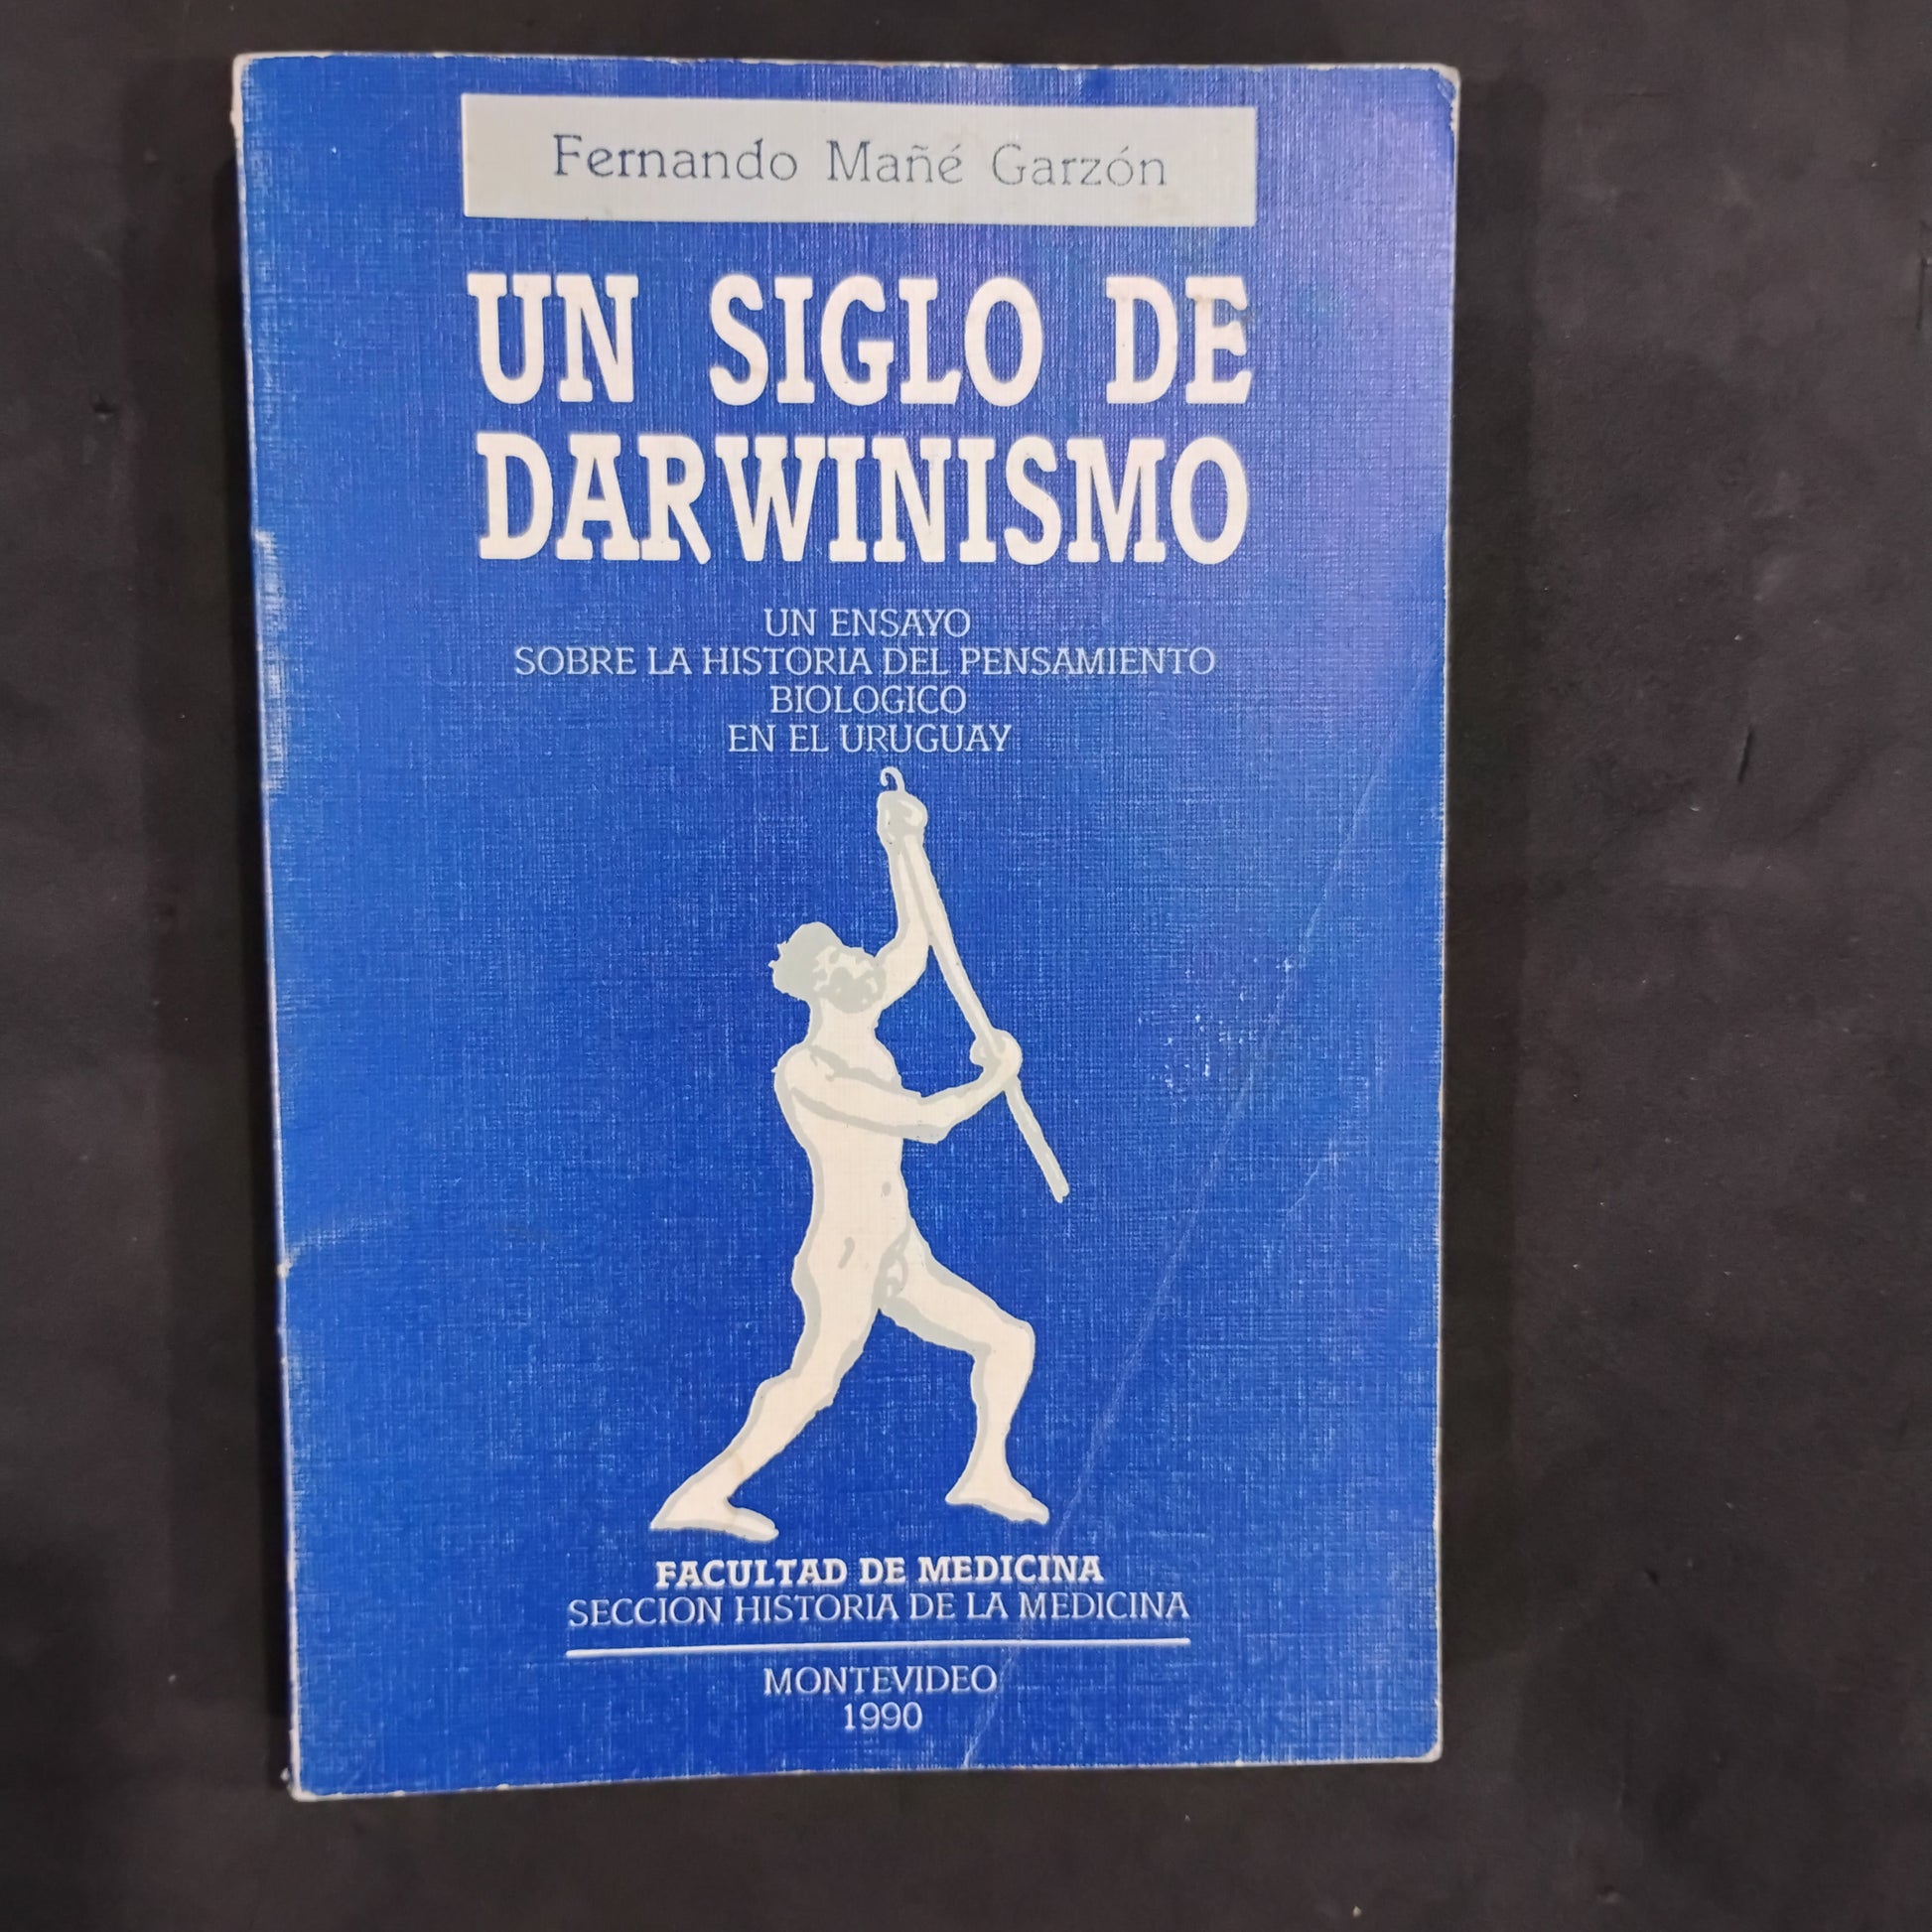 Fernando Mañé Garzón
UN SIGLO DE
DARWINISMO
UN ENSAYO
SOBRE LA HISTORIA DEL PENSAMIENTO
BIOLOGICO
EN EL URUGUAY
FACULTAD DE MEDICINA
SECCION HISTORIA DE LA MEDICINA
MONTEVIDEO
1990